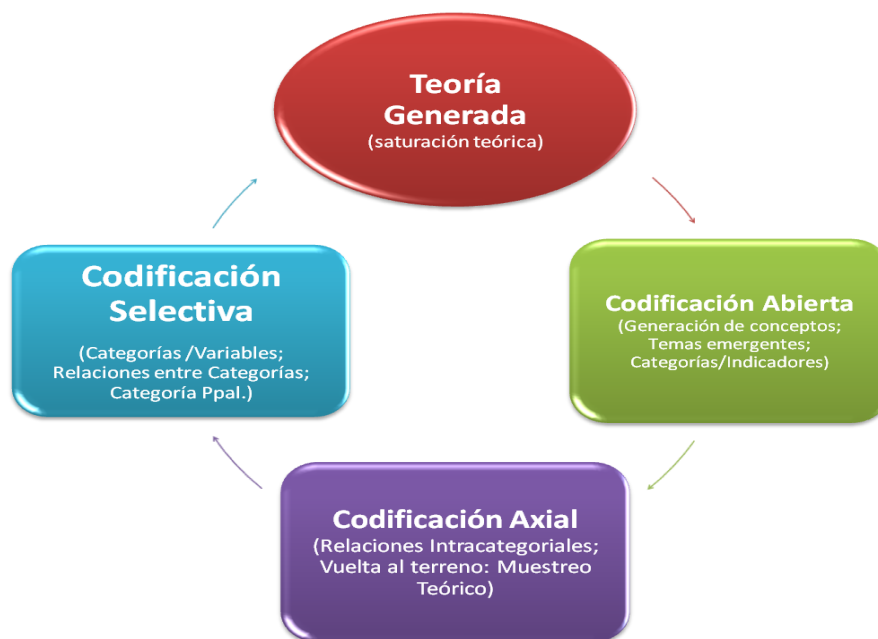 Teoría
Generada
(saturación teórica)
Codificación Abierta
(Generación de conceptos;
Temas emergentes;
Categorías/Indicadores)
Codificación Axial
(Relaciones Intracategoriales;
Vuelta al terreno: Muestreo
Teórico)
Codificación
Selectiva
(Categorías /Variables;
Relaciones entre Categorías;
Categoría Ppal.)